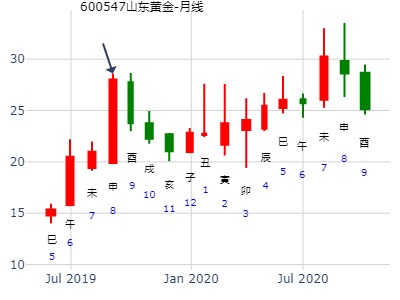 600547山东黄金-月线
30
25
20
15
10
巳
5
午
6
未
7
申
8
酉
9
戌
10
亥
11
子
12
丑
1
寅
2
卯
3
辰
4
巳
5
午
6
未
7
申
8
酉
9
Jul 2019
Jan 2020
Jul 2020